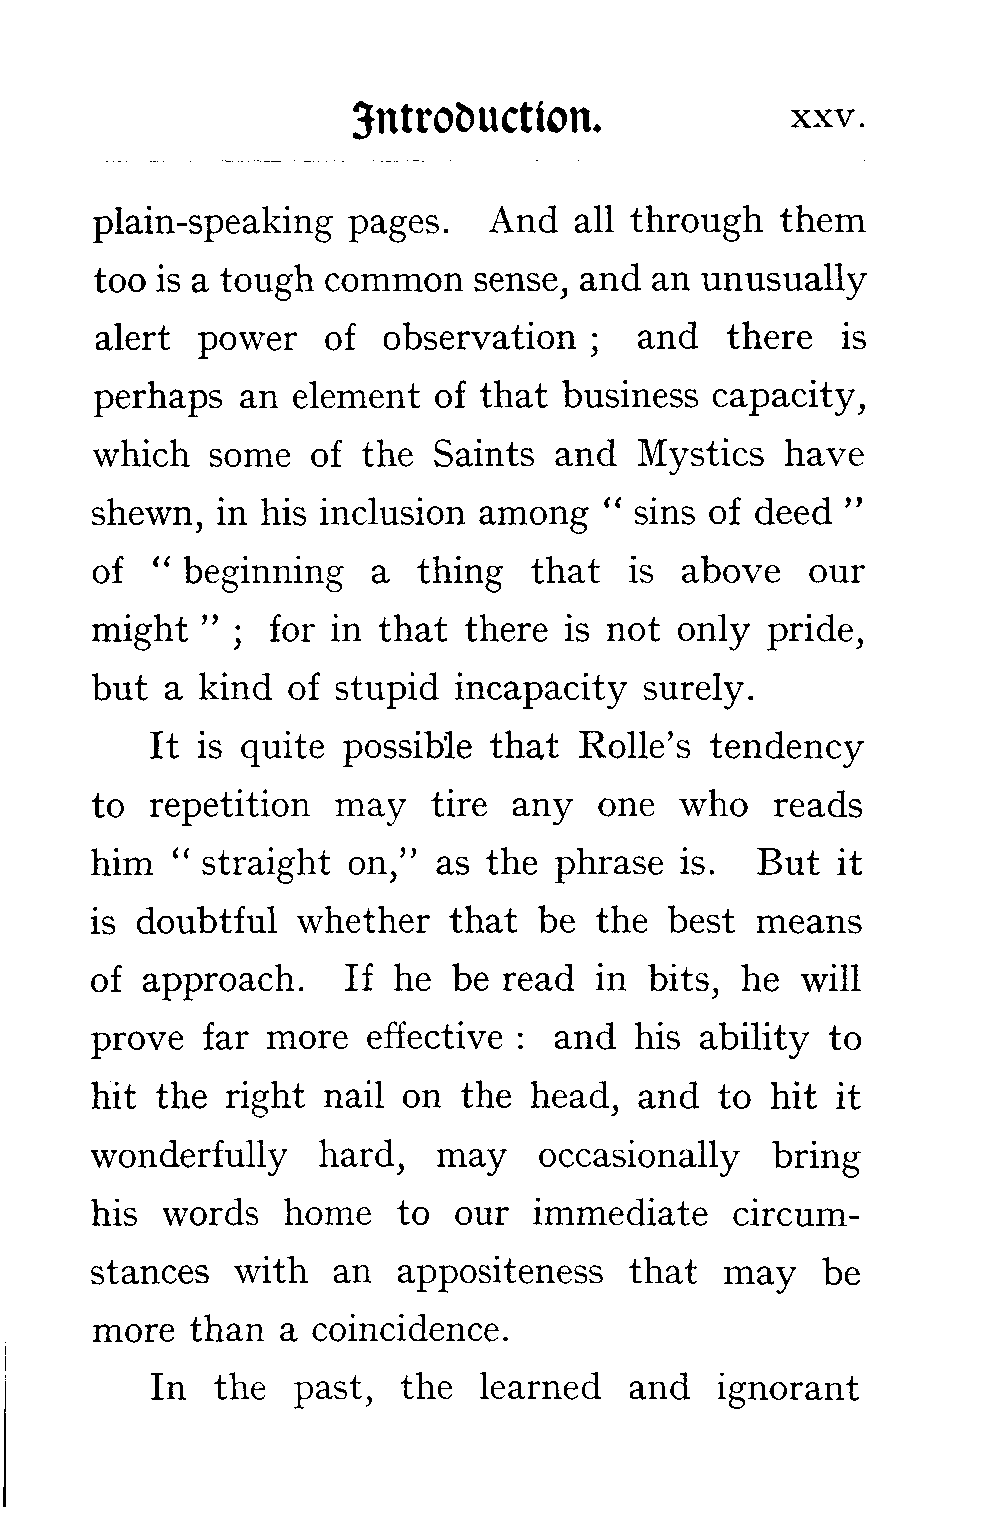 Introduction. xxv.
plain-speaking pages. And all through them
too is a tough common sense, and an unusually
alert power of observation ; and there is
perhaps an element of that business capacity,
which some of the Saints and Mystics have
shewn, in his inclusion among “ sins of deed ”
of “ beginning a thing that is above our
might ” ; for in that there is not only pride,
but a kind of stupid incapacity surely.
It is quite possible that Rolle’s tendency
to repetition may tire any one who reads
him “ straight on,” as the phrase is. But it
is doubtful whether that be the best means
of approach. If he be read in bits, he will
prove far more effective : and his ability to
hit the right nail on the head, and to hit it
wonderfully hard, may occasionally bring
his words home to our immediate circum-
stances with an appositeness that may be
more than a coincidence.
In the past, the learned and ignorant